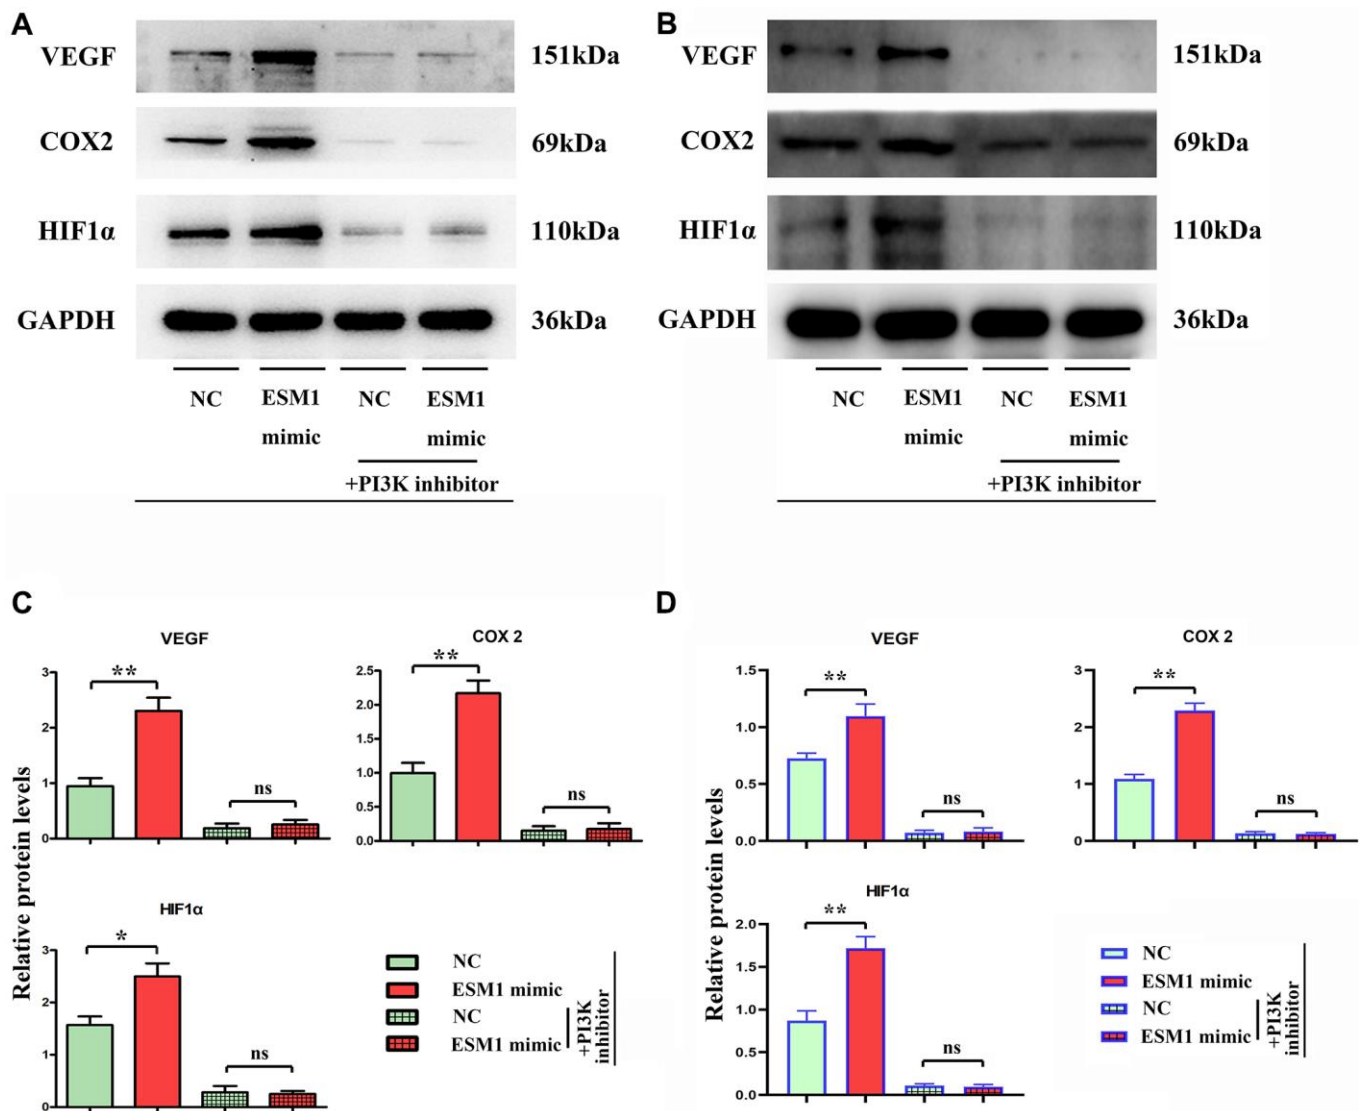 A
VEGF 151kDa
COX2 69kDa
HIF1α 110kDa
GAPDH 36kDa
NC ESM1 mimic NC ESM1 mimic
+PI3K inhibitor
B
VEGF 151kDa
COX2 69kDa
HIF1α 110kDa
GAPDH 36kDa
NC ESM1 mimic NC ESM1 mimic
+PI3K inhibitor
C
Relative protein levels
VEGF
3
2
1
0
**
ns
COX 2
2.5
2.0
1.5
1.0
0.5
0.0
**
ns
HIF1α
3
2
1
0
*
ns
NC
ESM1 mimic
NC
ESM1 mimic
+PI3K
inhibitor
D
Relative protein levels
VEGF
1.5
1.0
0.5
0.0
**
ns
COX 2
3
2
1
0
**
ns
HIF1α
2.0
1.5
1.0
0.5
0.0
**
ns
NC
ESM1 mimic
NC
ESM1 mimic
+PI3K
inhibitor